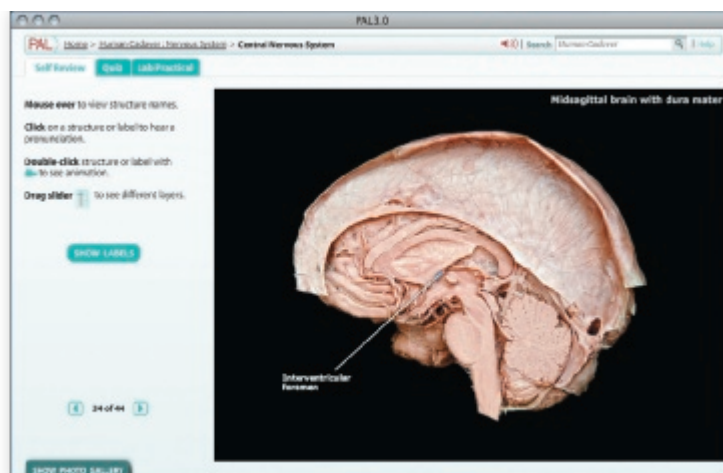 PAL3.0
PAL Home > Human Cadaver: Nervous System > Central Nervous System
Search Human Cadaver
Help
Self Review Quiz Lab Practical
Mouse over to view structure names.
Click on a structure or label to hear a
pronunciation.
Double-click structure or label with
to see animation.
Drag slider to see different layers.
SHOW LABELS
34 of 44
SHOW PHOTO GALLERY
Midsagittal brain with dura mater
Interventricular
foramen